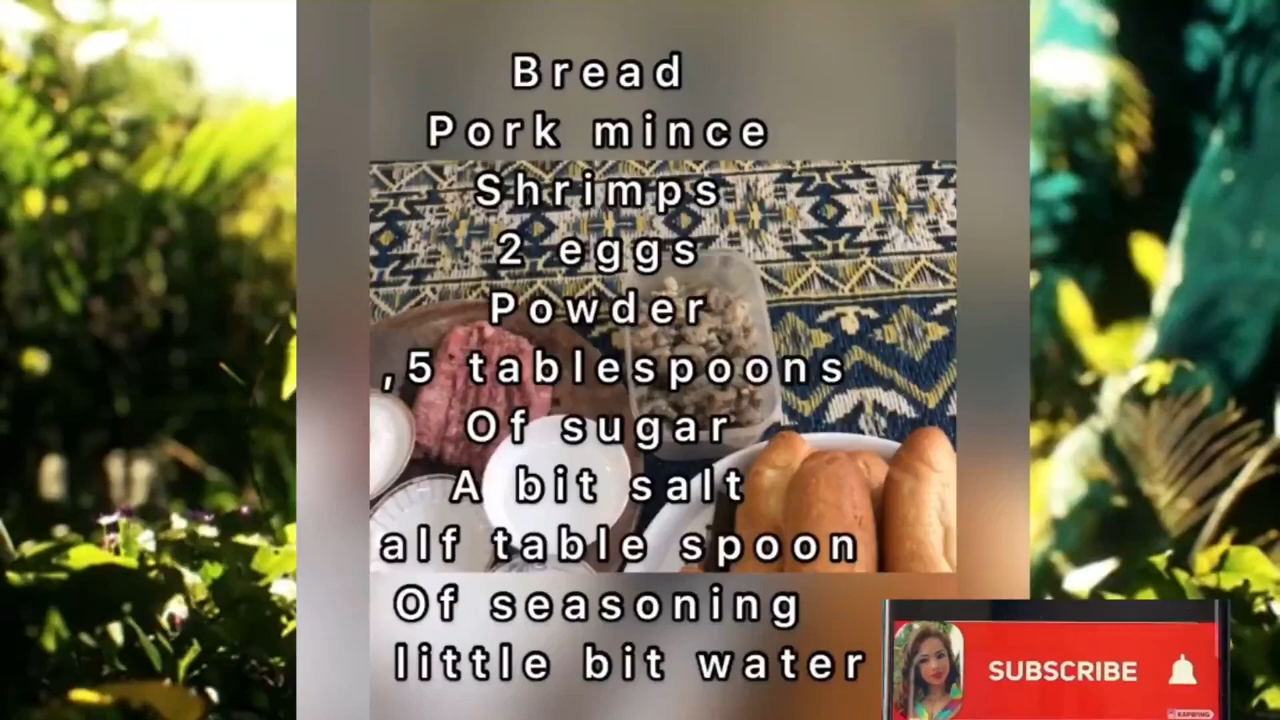 Bread
Pork mince
Shrimps
2 eggs
Powder
,5 tablespoons
Of sugar
A bit salt
alf table spoon
Of seasoning
little bit water
SUBSCRIBE
KAPWING